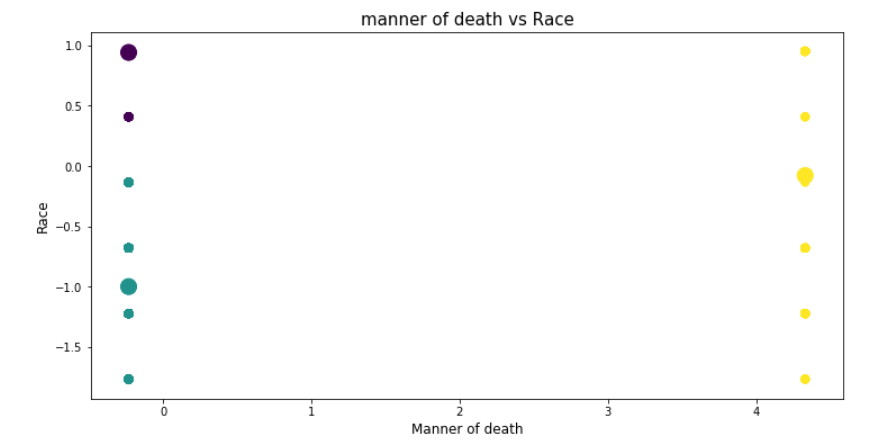 manner of death vs Race
1.0
0.5
0.0
−0.5
−1.0
−1.5
Race
0 1 2 3 4
Manner of death